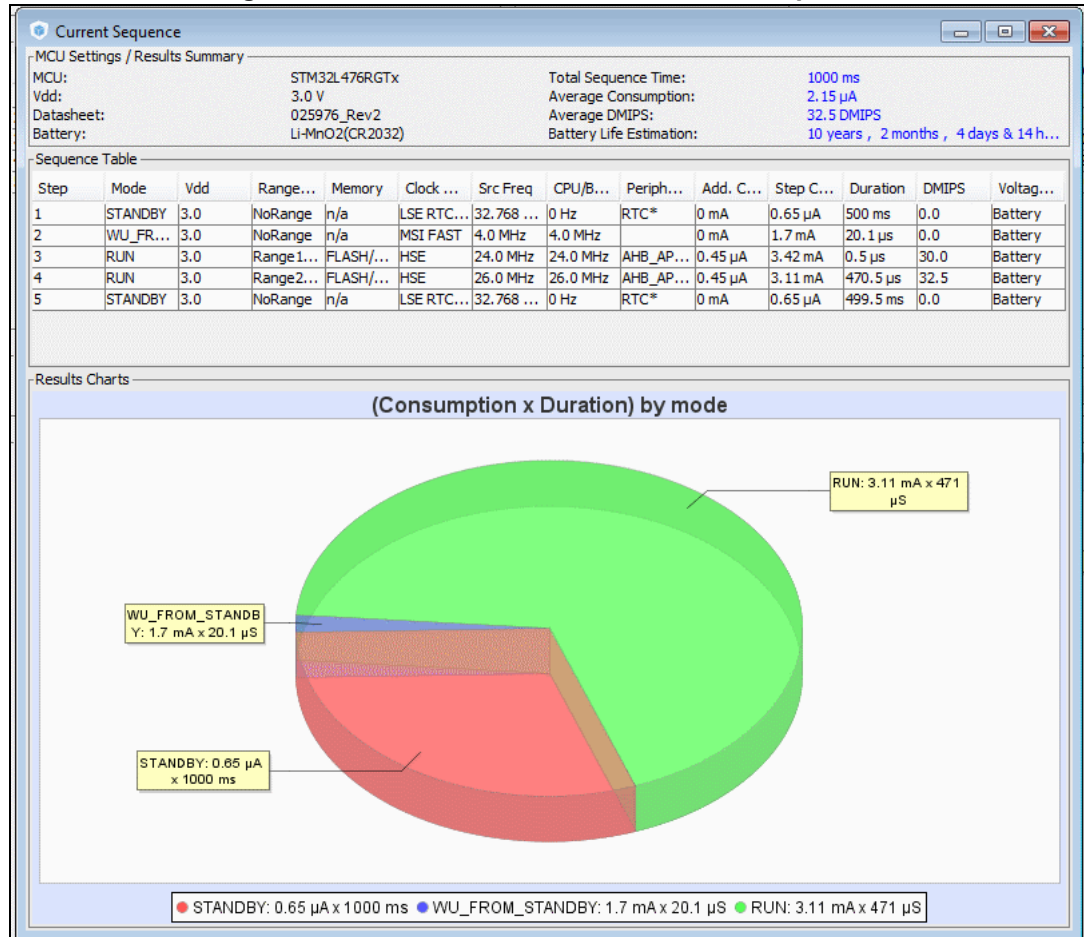 Current Sequence
MCU Settings / Results Summary
MCU: STM32L476RGTx Total Sequence Time: 1000 ms
Vdd: 3.0 V Average Consumption: 2.15 µA
Datasheet: 025976_Rev2 Average DMIPS: 32.5 DMIPS
Battery: Li-MnO2(CR2032) Battery Life Estimation: 10 years , 2 months , 4 days & 14 h...
Sequence Table
Step Mode Vdd Range... Memory Clock ... Src Freq CPU/B... Periph... Add. C... Step C... Duration DMIPS Voltag...
1 STANDBY 3.0 NoRange n/a LSE RTC... 32.768 ... 0 Hz RTC* 0 mA 0.65 µA 500 ms 0.0 Battery
2 WU_FR... 3.0 NoRange n/a MSI FAST 4.0 MHz 4.0 MHz 0 mA 1.7 mA 20.1 µs 0.0 Battery
3 RUN 3.0 Range1... FLASH/... HSE 24.0 MHz 24.0 MHz AHB_AP... 0.45 µA 3.42 mA 0.5 µs 30.0 Battery
4 RUN 3.0 Range2... FLASH/... HSE 26.0 MHz 26.0 MHz AHB_AP... 0.45 µA 3.11 mA 470.5 µs 32.5 Battery
5 STANDBY 3.0 NoRange n/a LSE RTC... 32.768 ... 0 Hz RTC* 0 mA 0.65 µA 499.5 ms 0.0 Battery
Results Charts
(Consumption x Duration) by mode
RUN: 3.11 mA x 471
µS
WU_FROM_STANDB
Y: 1.7 mA x 20.1 µS
STANDBY: 0.65 µA
x 1000 ms
STANDBY: 0.65 µA x 1000 ms WU_FROM_STANDBY: 1.7 mA x 20.1 µS RUN: 3.11 mA x 471 µS